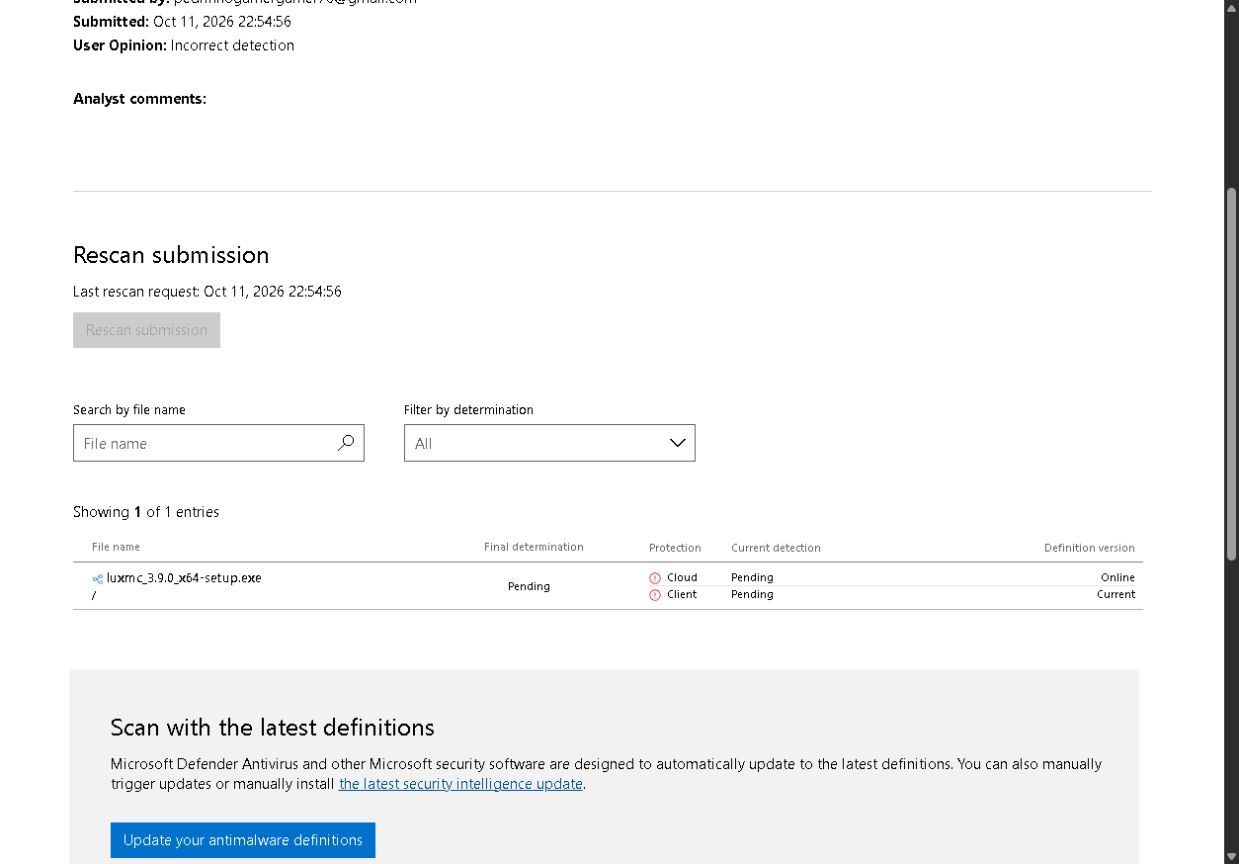 Submitted: Oct 11, 2026 22:54:56
User Opinion: Incorrect detection
Analyst comments:
Rescan submission
Last rescan request: Oct 11, 2026 22:54:56
Rescan submission
Search by file name
Filter by determination
File name
All
Showing 1 of 1 entries
File name Final determination Protection Current detection Definition version
luxmc_3.9.0_x64-setup.exe Pending Cloud Pending Online
/ Client Pending Current
Scan with the latest definitions
Microsoft Defender Antivirus and other Microsoft security software are designed to automatically update to the latest definitions. You can also manually
trigger updates or manually install the latest security intelligence update.
Update your antimalware definitions